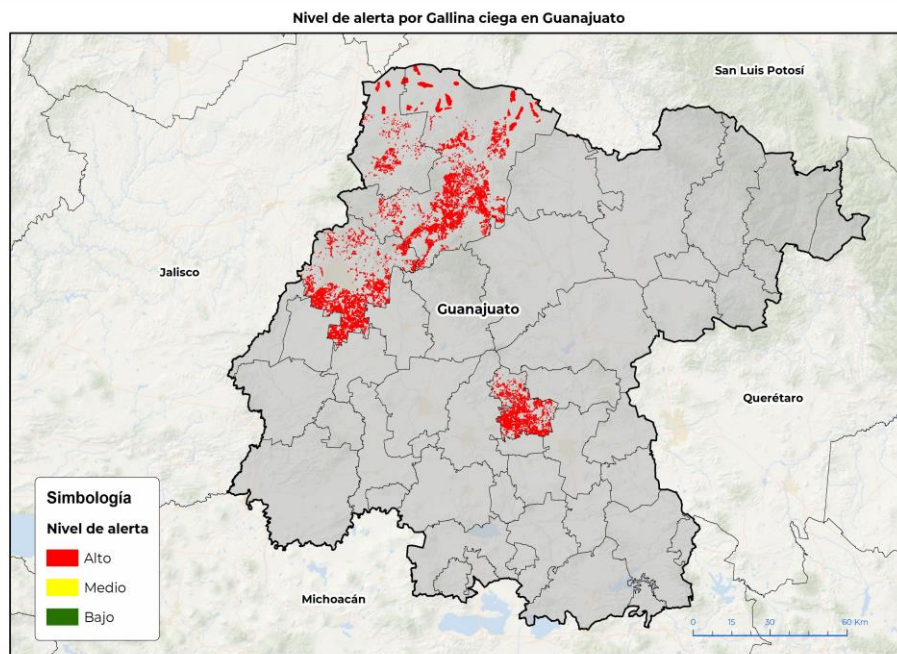 Nivel de alerta por Gallina ciega en Guanajuato
San Luis Potosí
Jalisco
Guanajuato
Querétaro
Michoacán
Simbología
Nivel de alerta
Alto
Medio
Bajo
0 15 30 60 Km